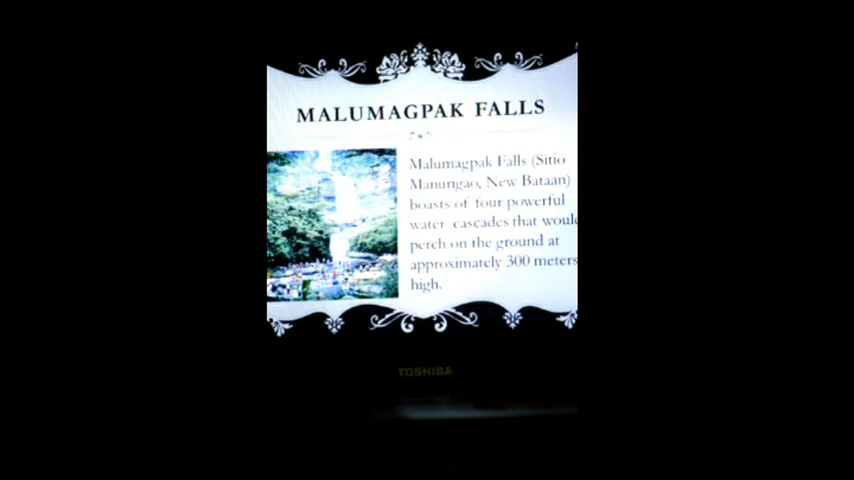 MALUMAGPAK FALLS
Malumagpak Falls (Sitio
Manurigao, New Bataan)
boasts of four powerful
water cascades that would
perch on the ground at
approximately 300 meters
high.
TOSHIBA